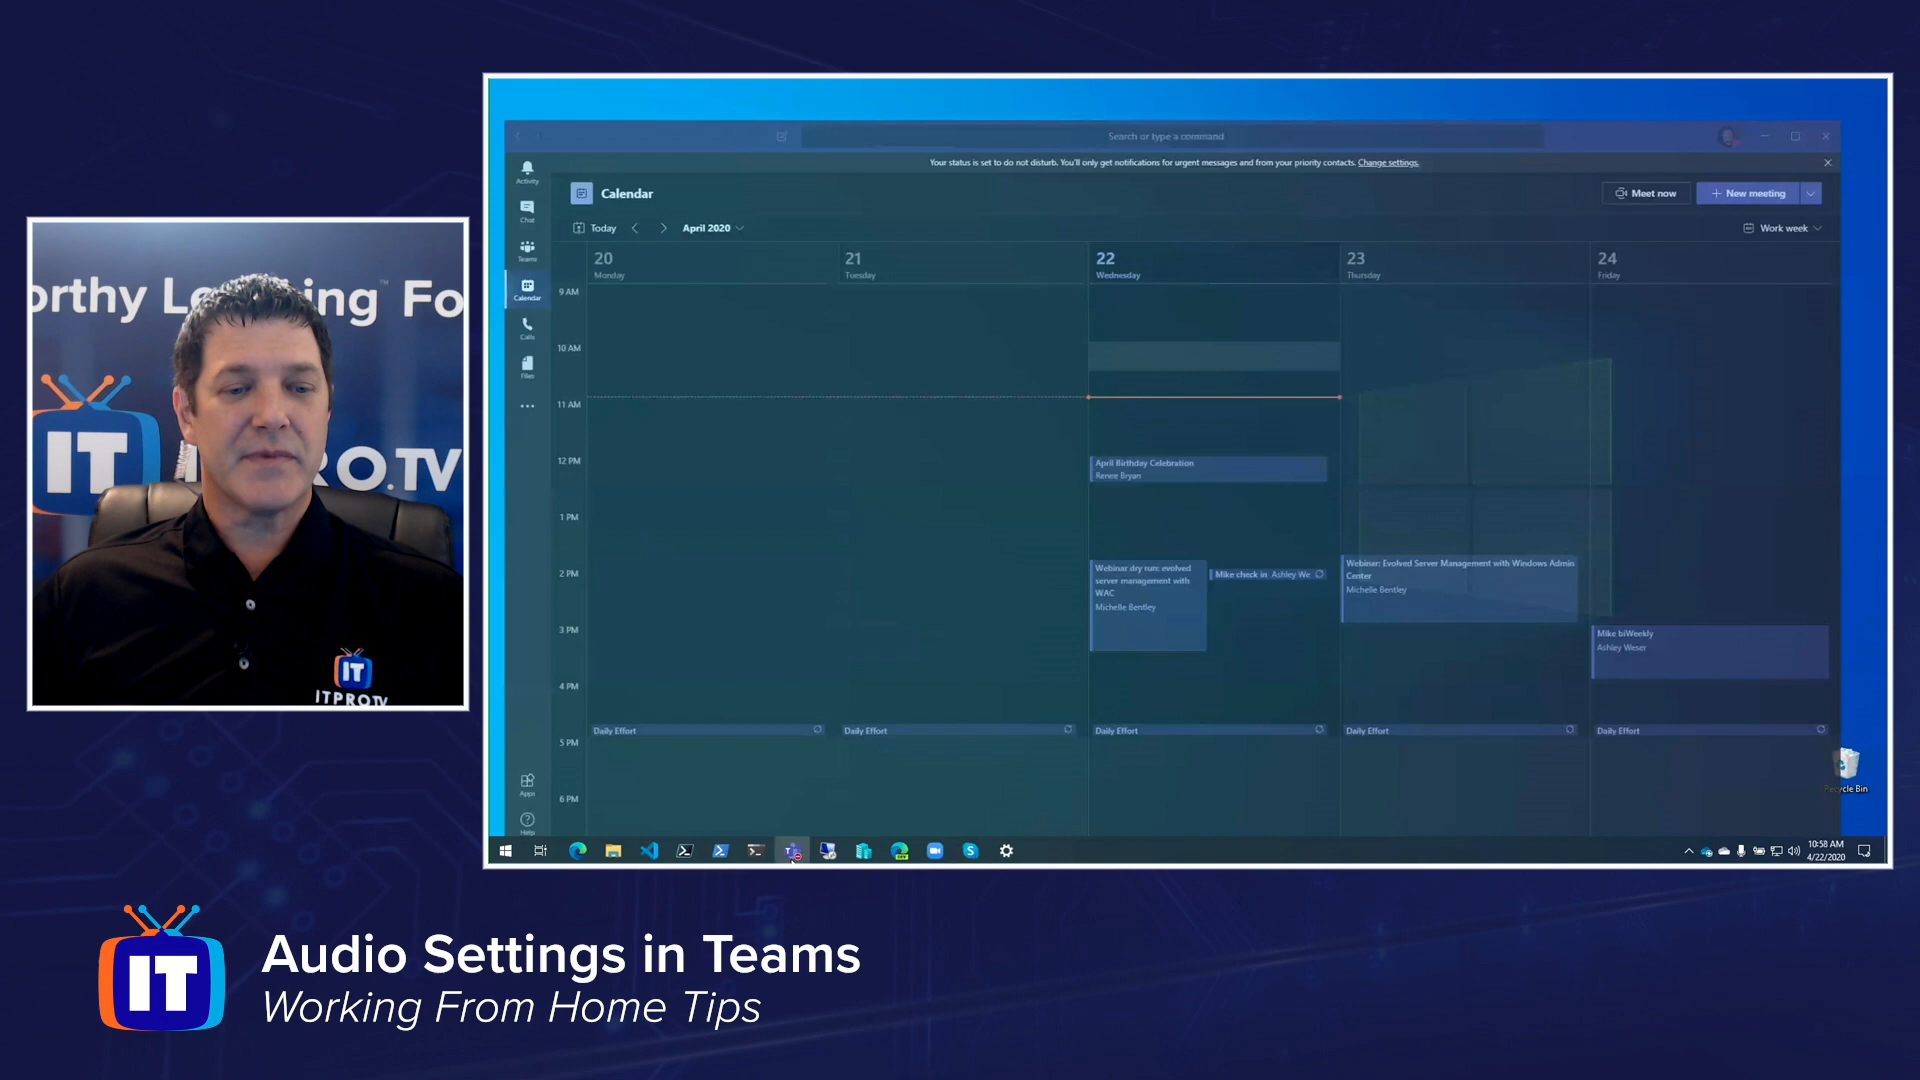 orthy Le ing™ Fo
IT
RO.TV
IT
ITPROTV
Search or type a command
Your status is set to do not disturb. You'll only get notifications for urgent messages and from your priority contacts. Change settings.
Activity
Chat
Teams
Calendar
Calls
Files
Apps
Help
Calendar
Meet now
New meeting
Today
April 2020
Work week
20
Monday
21
Tuesday
22
Wednesday
23
Thursday
24
Friday
9 AM
10 AM
11 AM
12 PM
April Birthday Celebration
Renee Bryan
1 PM
2 PM
Webinar dry run: evolved
server management with
WAC
Michelle Bentley
Mike check in Ashley We
Webinar: Evolved Server Management with Windows Admin
Center
Michelle Bentley
3 PM
Mike biWeekly
Ashley Weser
4 PM
Daily Effort
Daily Effort
Daily Effort
Daily Effort
Daily Effort
5 PM
6 PM
Recycle Bin
10:58 AM
4/22/2020
IT
Audio Settings in Teams
Working From Home Tips